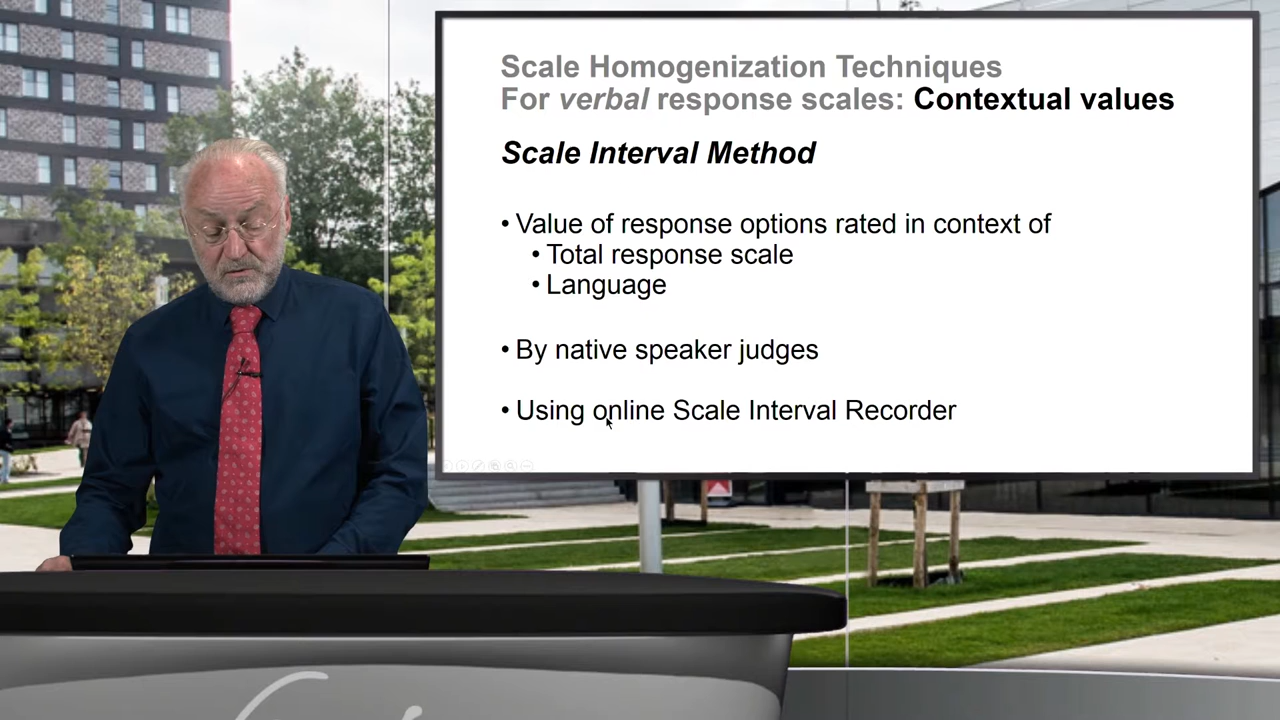 Scale Homogenization Techniques
For verbal response scales: Contextual values
Scale Interval Method
• Value of response options rated in context of
• Total response scale
• Language
• By native speaker judges
• Using online Scale Interval Recorder